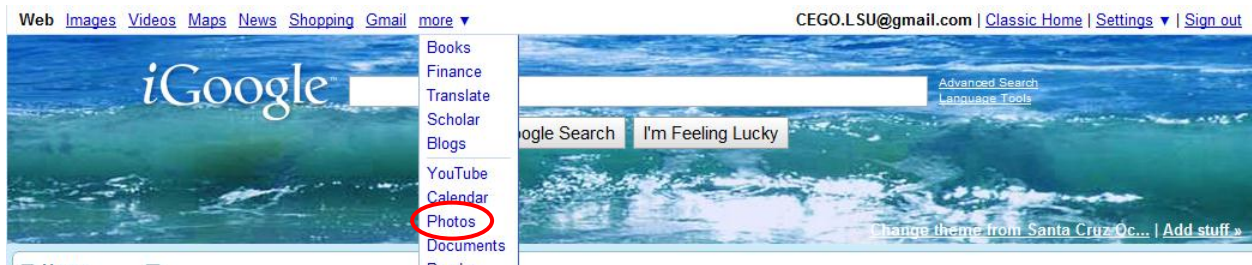 Web Images Videos Maps News Shopping Gmail more ▼ CEGO.LSU@gmail.com | Classic Home | Settings ▼ | Sign out
Books
Finance
Translate
Scholar
Blogs
YouTube
Calendar
Photos
Documents
iGoogle™
Advanced Search
Language Tools
ogle Search I'm Feeling Lucky
Change theme from Santa Cruz Oc... | Add stuff »